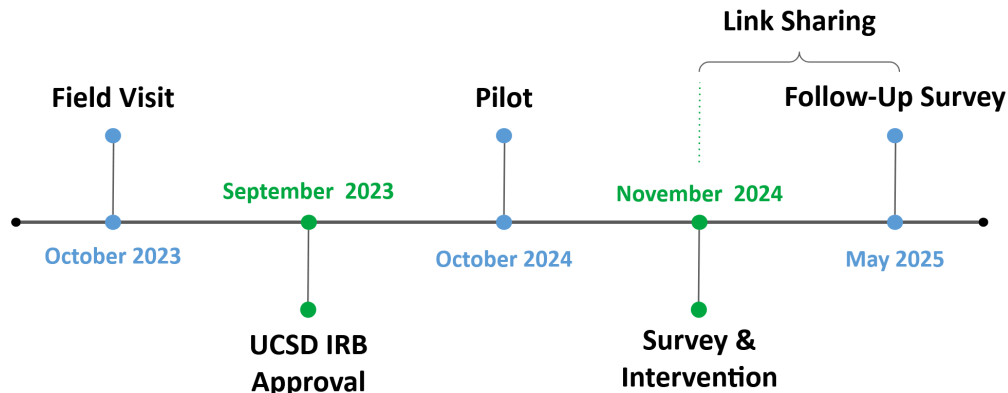 Link Sharing
Field Visit
Pilot
Follow-Up Survey
September 2023
November 2024
October 2023
October 2024
May 2025
UCSD IRB
Approval
Survey &
Intervention